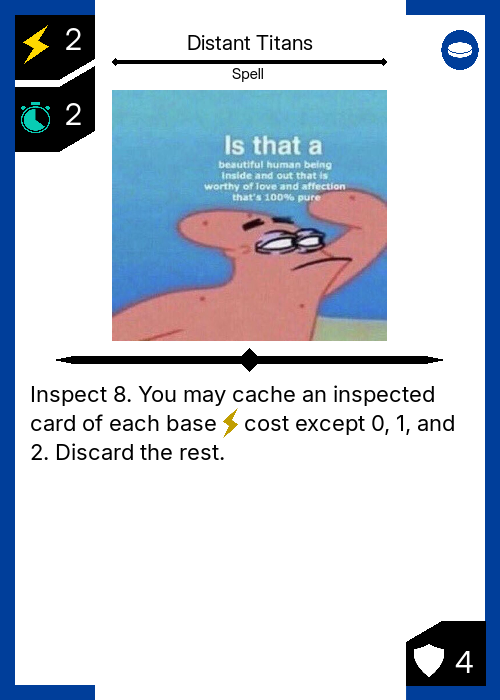 2
Distant Titans
Spell
2
Is that a
beautiful human being
Inside and out that is
worthy of love and affection
that's 100% pure
Inspect 8. You may cache an inspected
card of each base cost except 0, 1, and
2. Discard the rest.
4